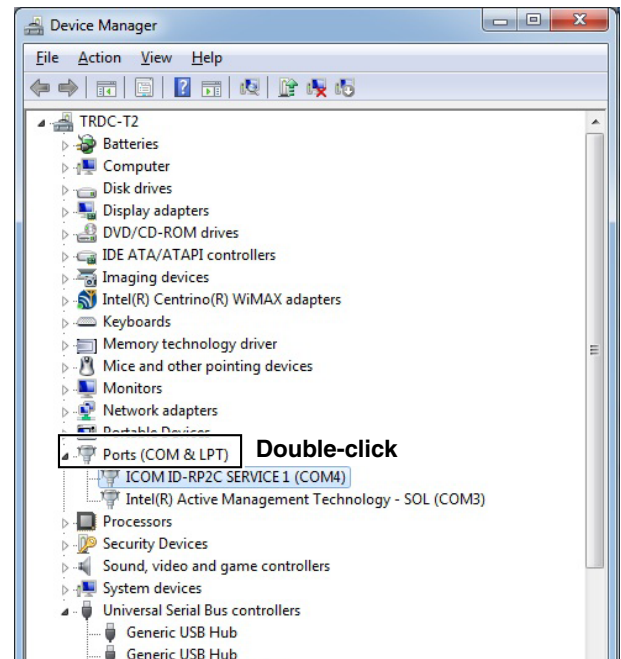 Device Manager
File Action View Help
TRDC-T2
Batteries
Computer
Disk drives
Display adapters
DVD/CD-ROM drives
IDE ATA/ATAPI controllers
Imaging devices
Intel(R) Centrino(R) WiMAX adapters
Keyboards
Memory technology driver
Mice and other pointing devices
Monitors
Network adapters
Portable Devices
Ports (COM & LPT) Double-click
ICOM ID-RP2C SERVICE 1 (COM4)
Intel(R) Active Management Technology - SOL (COM3)
Processors
Security Devices
Sound, video and game controllers
System devices
Universal Serial Bus controllers
Generic USB Hub
Generic USB Hub